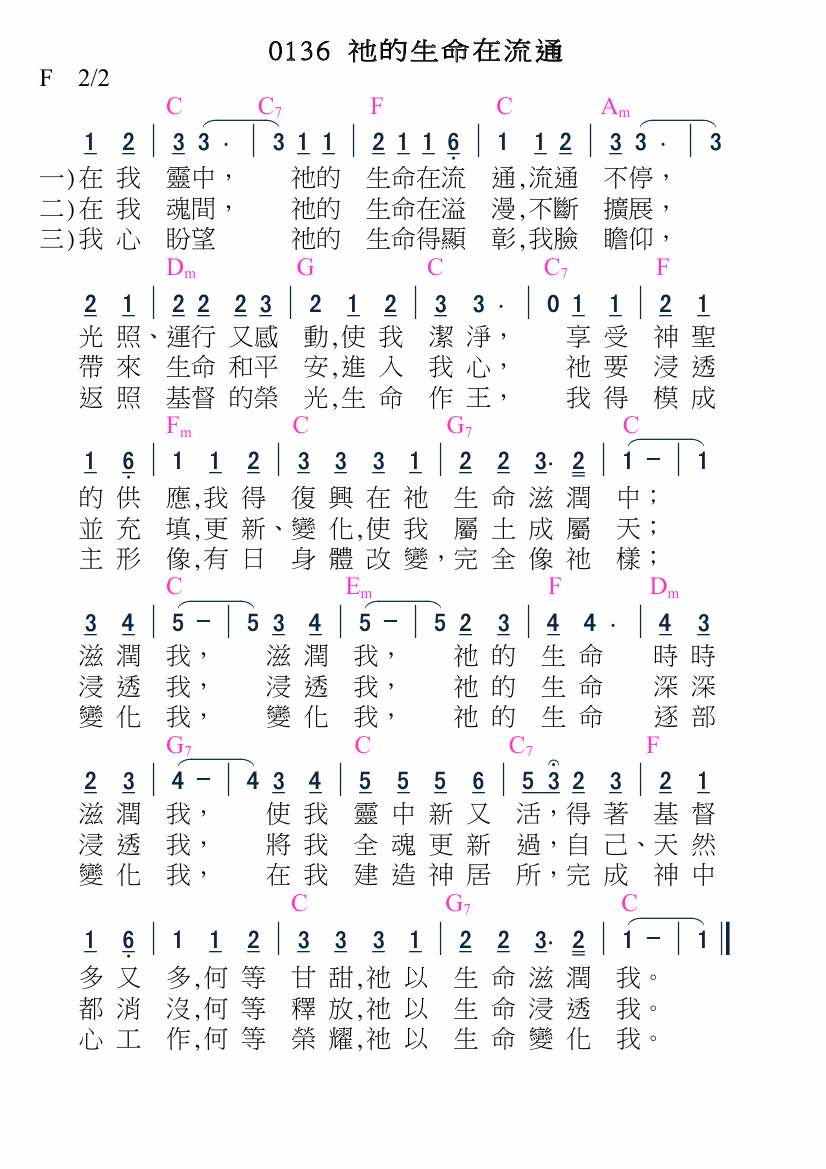 0136 祂的生命在流通
F 2/2
C C7 F C Am
1 2 | 3 3 · | 3 1 1 | 2 1 1 6 | 1 1 2 | 3 3 · | 3
一)在我 靈中， 祂的 生命在流 通,流通 不停，
二)在我 魂間， 祂的 生命在溢 漫,不斷 擴展，
三)我心 盼望 祂的 生命得顯 彰,我臉 瞻仰，
Dm G C C7 F
2 1 | 2 2 2 3 | 2 1 2 | 3 3 · | 0 1 1 | 2 1
光照、運行又感 動,使我 潔淨， 享受 神聖
帶來 生命和平 安,進入 我心， 祂要 浸透
返照 基督的榮 光,生命 作王， 我得 模成
Fm C G7 C
1 6 | 1 1 2 | 3 3 3 1 | 2 2 3· 2 | 1 - | 1
的供 應,我得 復興在祂 生命滋潤 中；
並充 填,更新、變化,使我 屬土成屬 天；
主形 像,有日 身體改變，完全像祂 樣；
C Em F Dm
3 4 | 5 - | 5 3 4 | 5 - | 5 2 3 | 4 4 · | 4 3
滋潤 我， 滋潤 我， 祂的 生命 時時
浸透 我， 浸透 我， 祂的 生命 深深
變化 我， 變化 我， 祂的 生命 逐部
G7 C C7 F
2 3 | 4 - | 4 3 4 | 5 5 5 6 | 5 3 2 3 | 2 1
滋潤 我， 使我 靈中新又 活，得著 基督
浸透 我， 將我 全魂更新 過，自己、天然
變化 我， 在我 建造神居 所，完成 神中
C G7 C
1 6 | 1 1 2 | 3 3 3 1 | 2 2 3· 2 | 1 - | 1 ‖
多又 多,何等 甘甜,祂以 生命滋潤 我。
都消 沒,何等 釋放,祂以 生命浸透 我。
心工 作,何等 榮耀,祂以 生命變化 我。